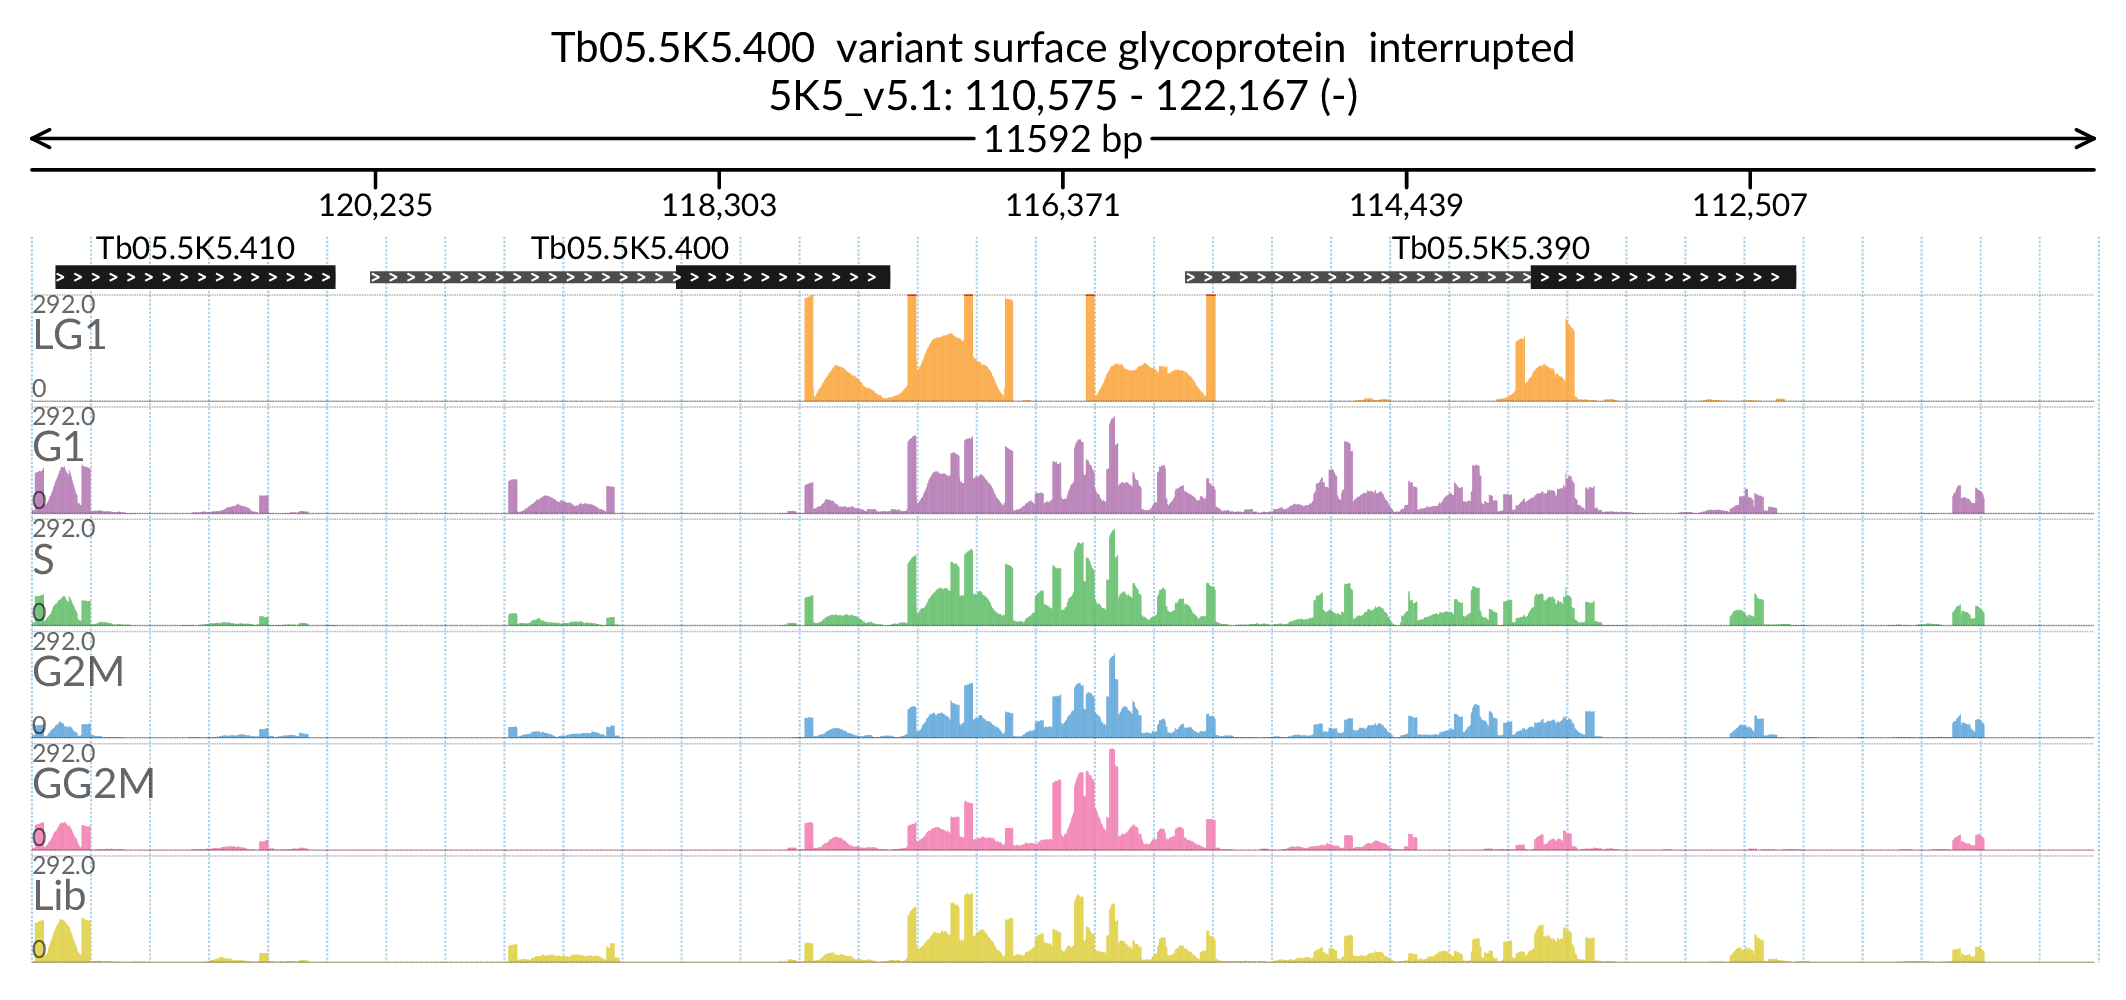 Tb05.5K5.400 variant surface glycoprotein interrupted
5K5_v5.1: 110,575 - 122,167 (-)
11592 bp
120,235 118,303 116,371 114,439 112,507
Tb05.5K5.410 Tb05.5K5.400 Tb05.5K5.390
292.0
LG1
0
292.0
G1
0
292.0
S
0
292.0
G2M
0
292.0
GG2M
0
292.0
Lib
0